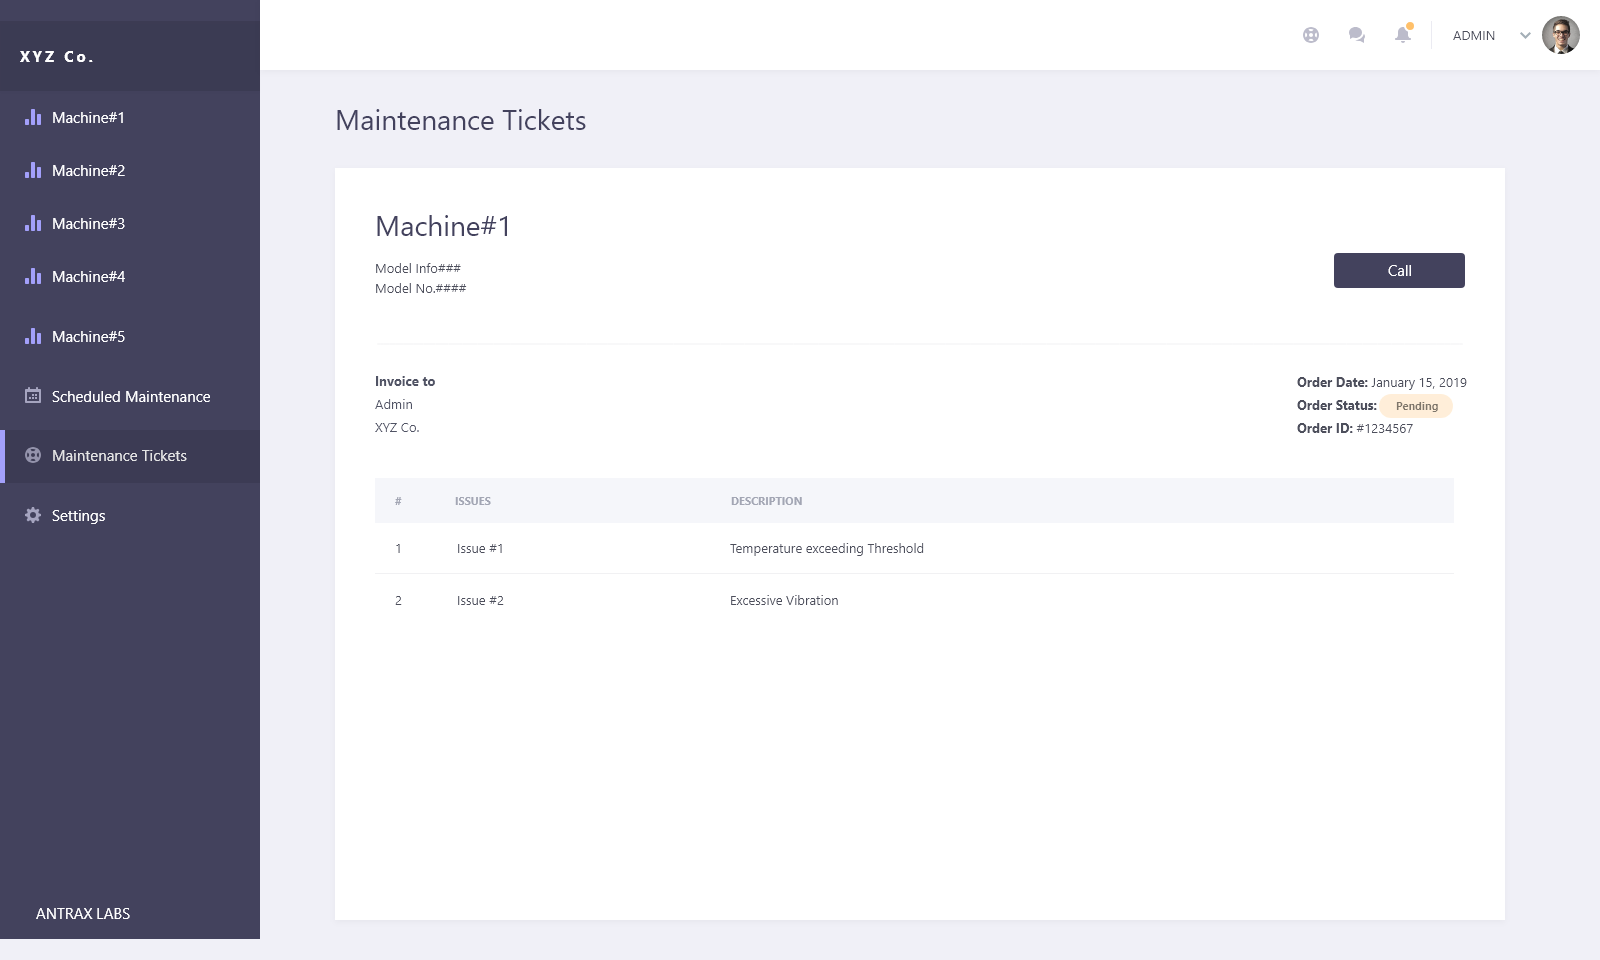 XYZ Co.
Machine#1
Machine#2
Machine#3
Machine#4
Machine#5
Scheduled Maintenance
Maintenance Tickets
Settings
ANTRAX LABS
ADMIN
Maintenance Tickets
Machine#1
Model Info###
Model No.####
Call
Invoice to
Admin
XYZ Co.
Order Date: January 15, 2019
Order Status: Pending
Order ID: #1234567
# ISSUES DESCRIPTION
1 Issue #1 Temperature exceeding Threshold
2 Issue #2 Excessive Vibration